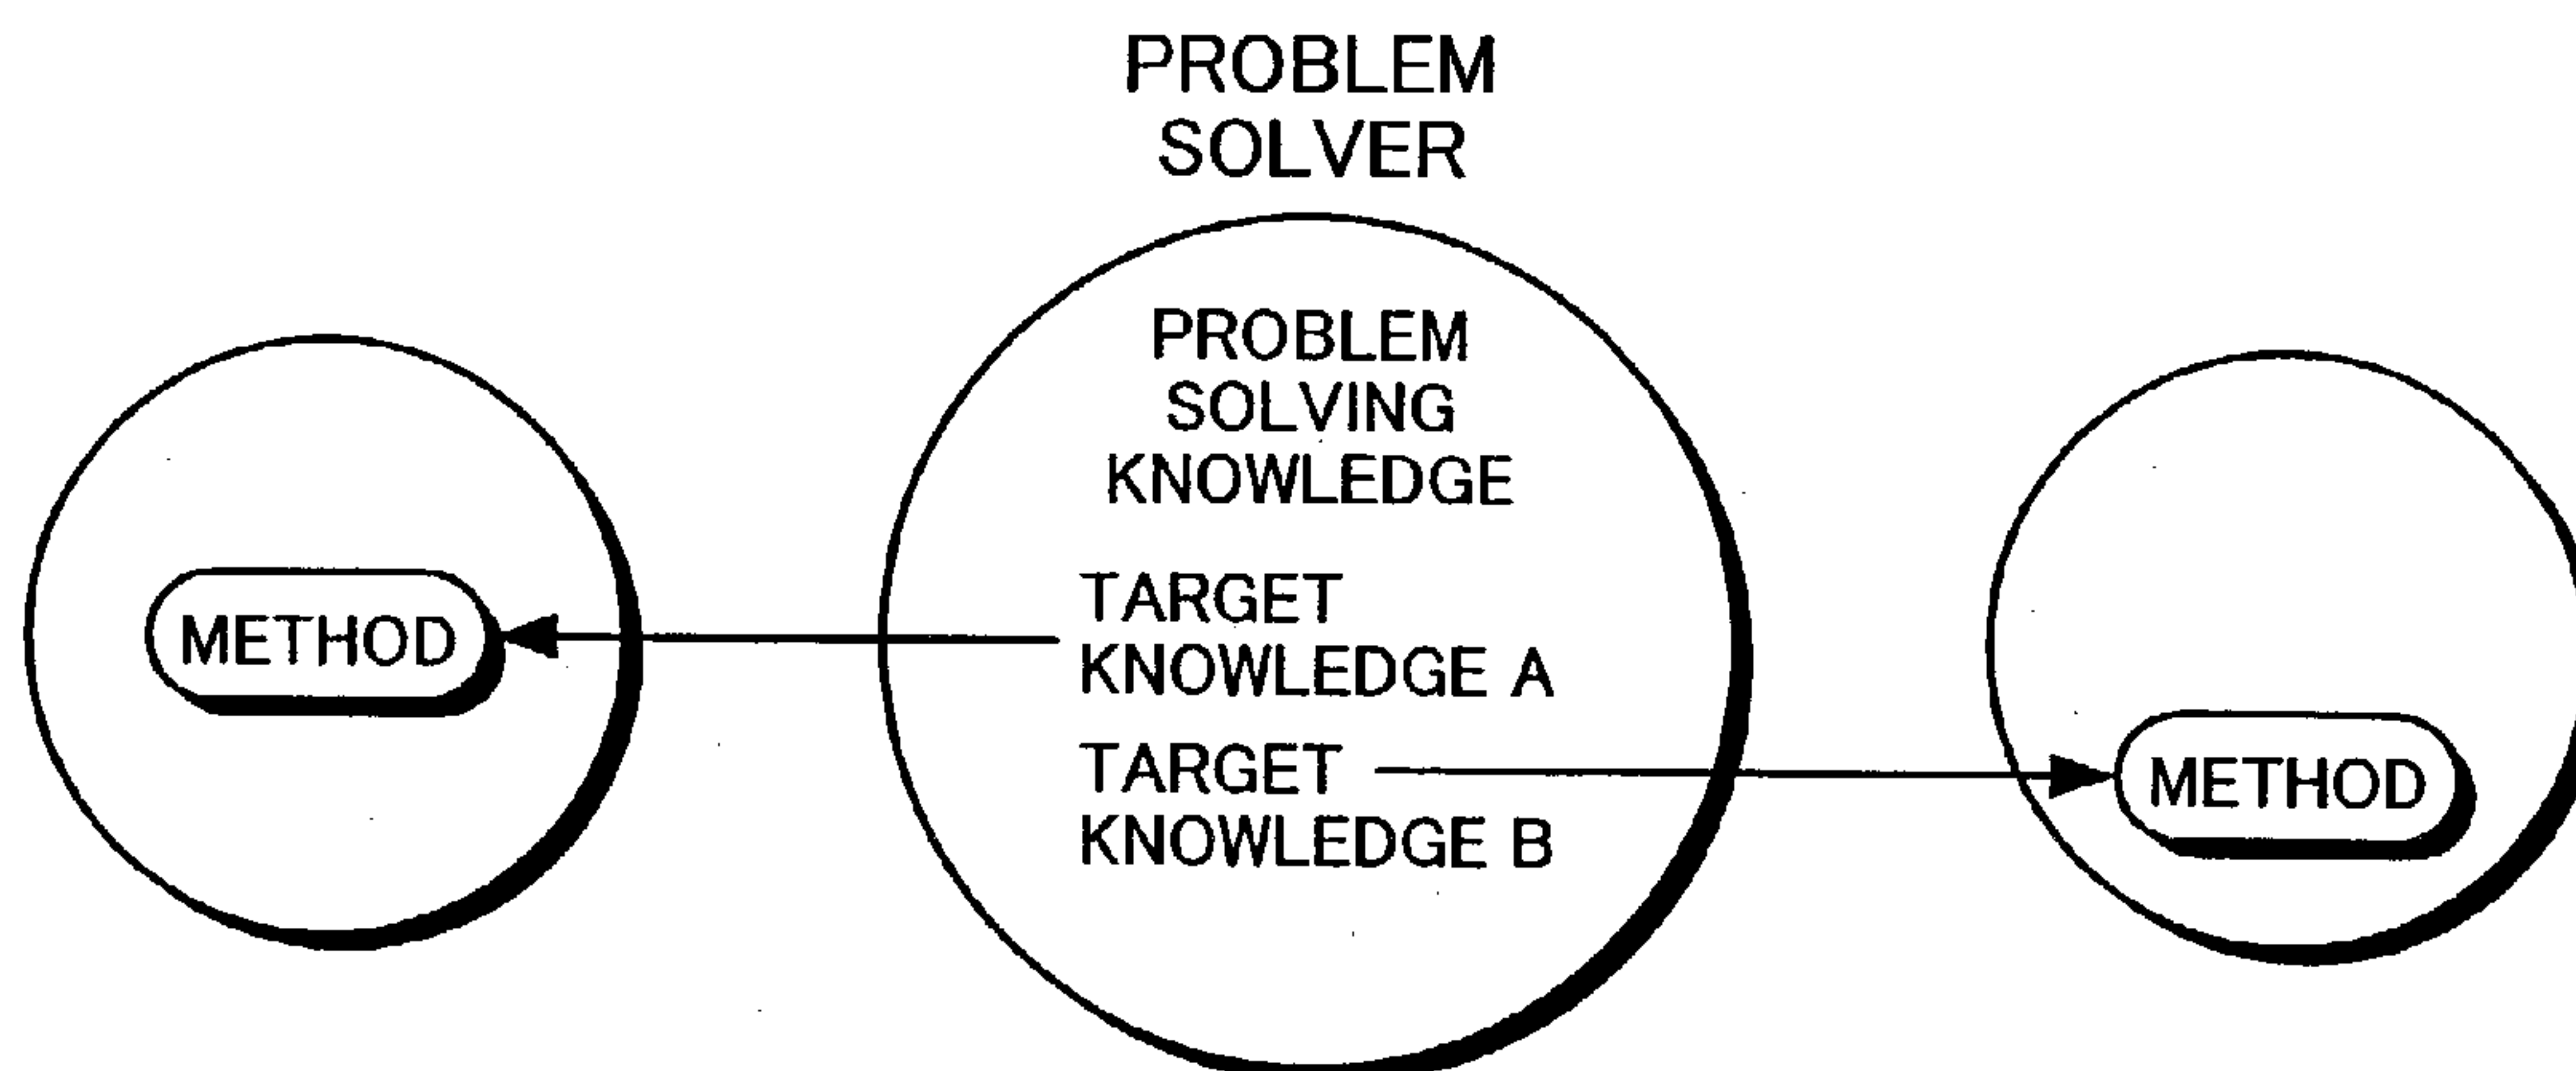 PROBLEM
SOLVER
PROBLEM
SOLVING
KNOWLEDGE
METHOD
TARGET
KNOWLEDGE A
TARGET
KNOWLEDGE B
METHOD